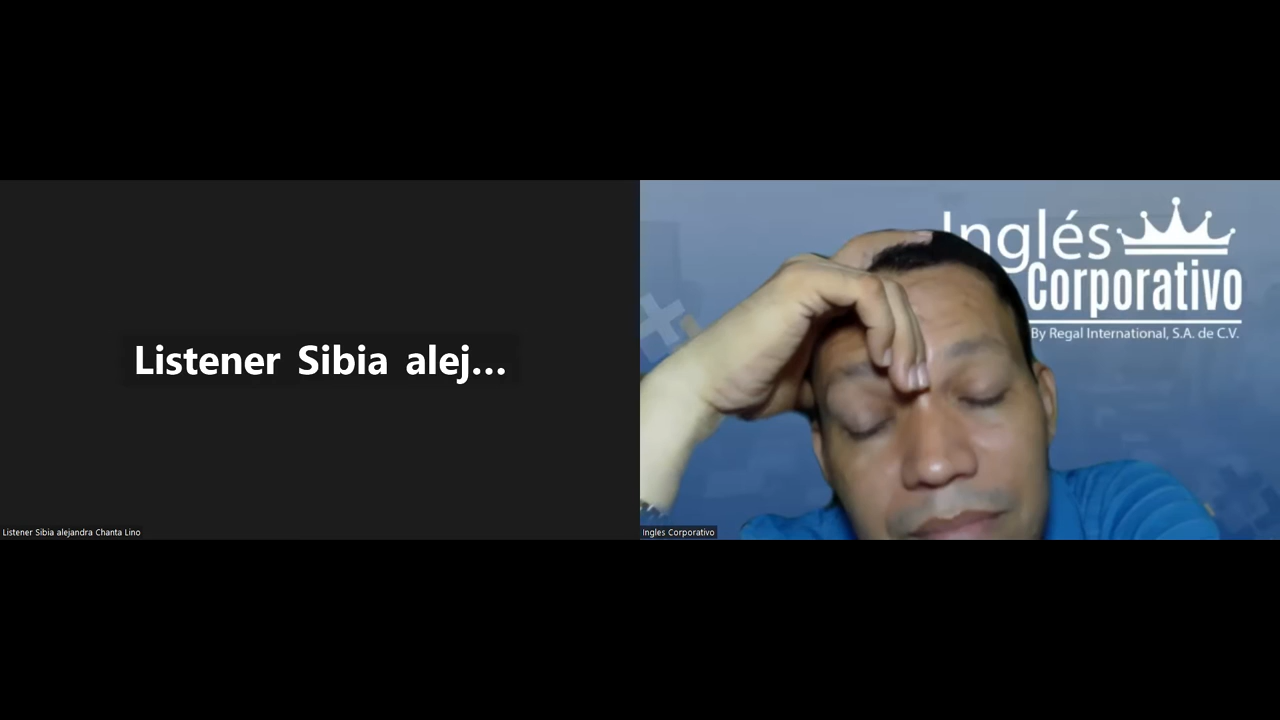 Listener Sibia alej...
Listener Sibia alejandra Chanta Lino
Inglés
Corporativo
By Regal International, S.A. de C.V.
Ingles Corporativo